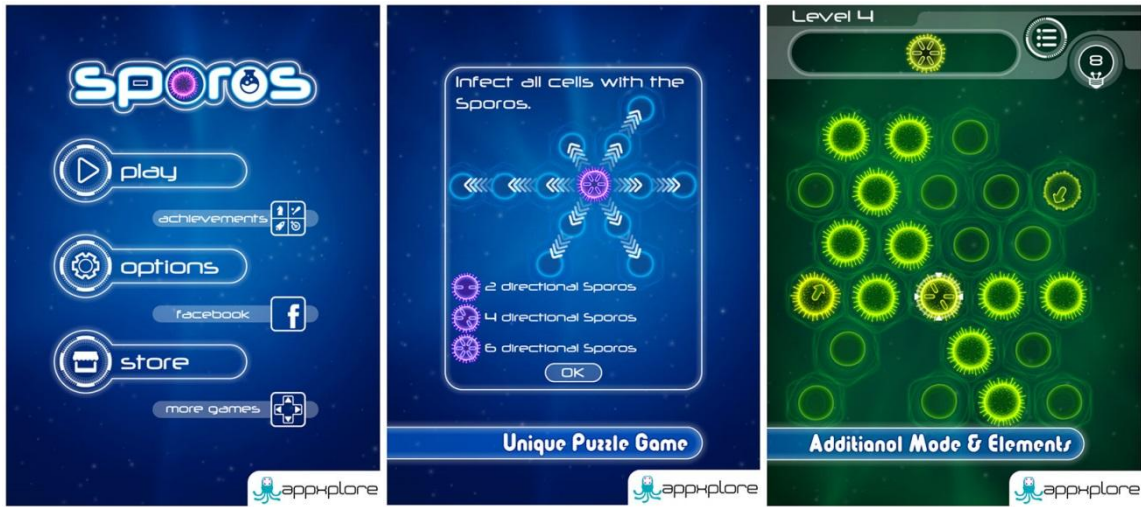 sporos
play
achievements
options
facebook
store
more games
appxplore
Infect all cells with the
Sporos.
2 directional Sporos
4 directional Sporos
6 directional Sporos
OK
Unique Puzzle Game
appxplore
Level 4
8
Additianol Mode & Elements
appxplore